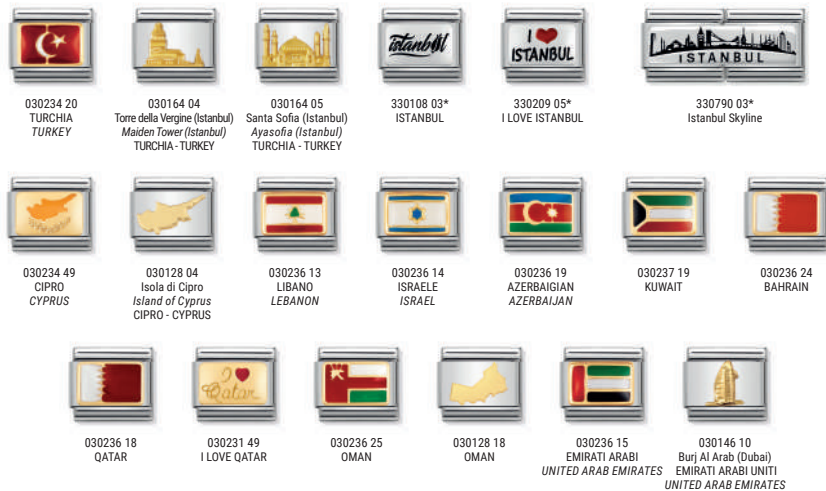 istanbul
I ❤ ISTANBUL
ISTANBUL
030234 20
TURCHIA
TURKEY
030164 04
Torre della Vergine (Istanbul)
Maiden Tower (Istanbul)
TURCHIA - TURKEY
030164 05
Santa Sofia (Istanbul)
Ayasofia (Istanbul)
TURCHIA - TURKEY
330108 03*
ISTANBUL
330209 05*
I LOVE ISTANBUL
330790 03*
Istanbul Skyline
030234 49
CIPRO
CYPRUS
030128 04
Isola di Cipro
Island of Cyprus
CIPRO - CYPRUS
030236 13
LIBANO
LEBANON
030236 14
ISRAELE
ISRAEL
030236 19
AZERBAIGIAN
AZERBAIJAN
030237 19
KUWAIT
030236 24
BAHRAIN
I ❤
Qatar
030236 18
QATAR
030231 49
I LOVE QATAR
030236 25
OMAN
030128 18
OMAN
030236 15
EMIRATI ARABI
UNITED ARAB EMIRATES
030146 10
Burj Al Arab (Dubai)
EMIRATI ARABI UNITI
UNITED ARAB EMIRATES